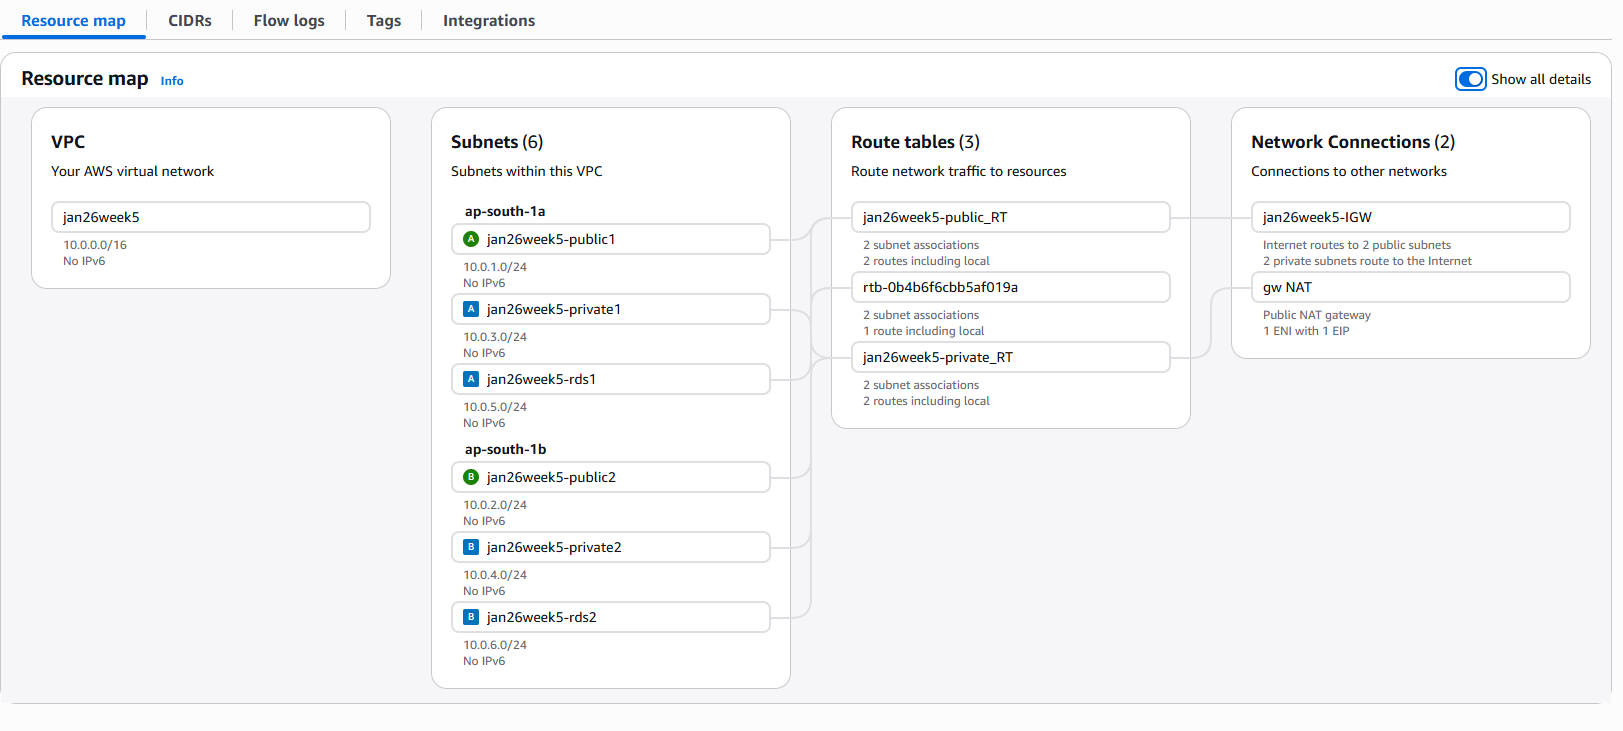 Resource map
CIDRs
Flow logs
Tags
Integrations
Resource map Info
Show all details
VPC
Your AWS virtual network
jan26week5
10.0.0.0/16
No IPv6
Subnets (6)
Subnets within this VPC
ap-south-1a
A jan26week5-public1
10.0.1.0/24
No IPv6
A jan26week5-private1
10.0.3.0/24
No IPv6
A jan26week5-rds1
10.0.5.0/24
No IPv6
ap-south-1b
B jan26week5-public2
10.0.2.0/24
No IPv6
B jan26week5-private2
10.0.4.0/24
No IPv6
B jan26week5-rds2
10.0.6.0/24
No IPv6
Route tables (3)
Route network traffic to resources
jan26week5-public_RT
2 subnet associations
2 routes including local
rtb-0b4b6f6cbb5af019a
2 subnet associations
1 route including local
jan26week5-private_RT
2 subnet associations
2 routes including local
Network Connections (2)
Connections to other networks
jan26week5-IGW
Internet routes to 2 public subnets
2 private subnets route to the Internet
gw NAT
Public NAT gateway
1 ENI with 1 EIP